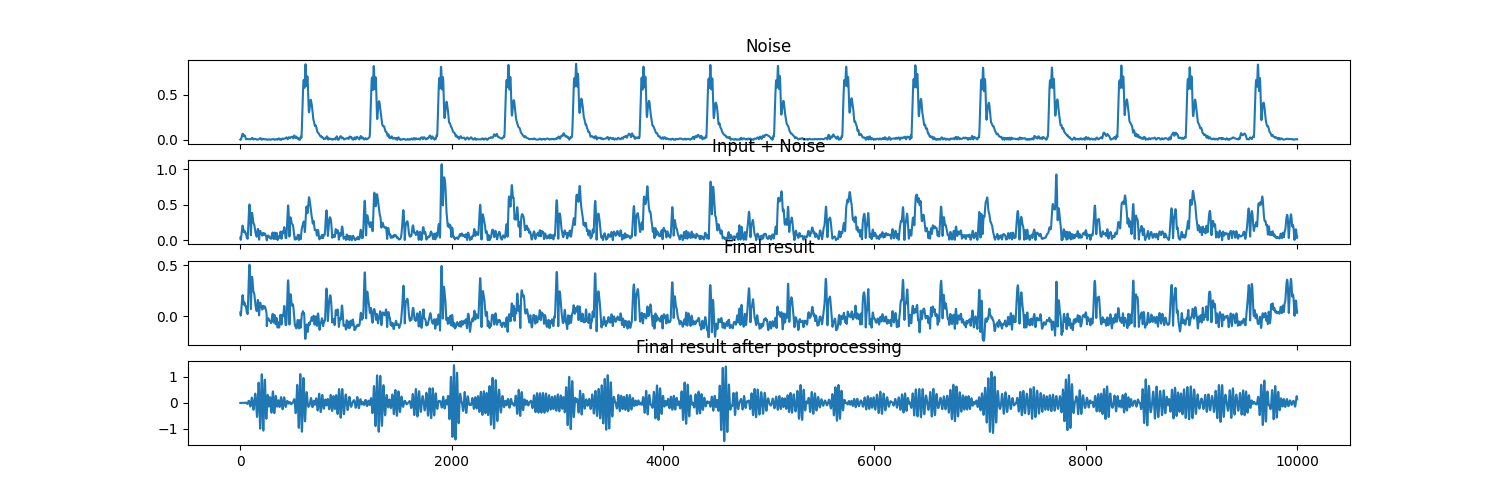 Noise
0.5
0.0
Input + Noise
1.0
0.5
0.0
Final result
0.5
0.0
Final result after postprocessing
1
0
−1
0 2000 4000 6000 8000 10000